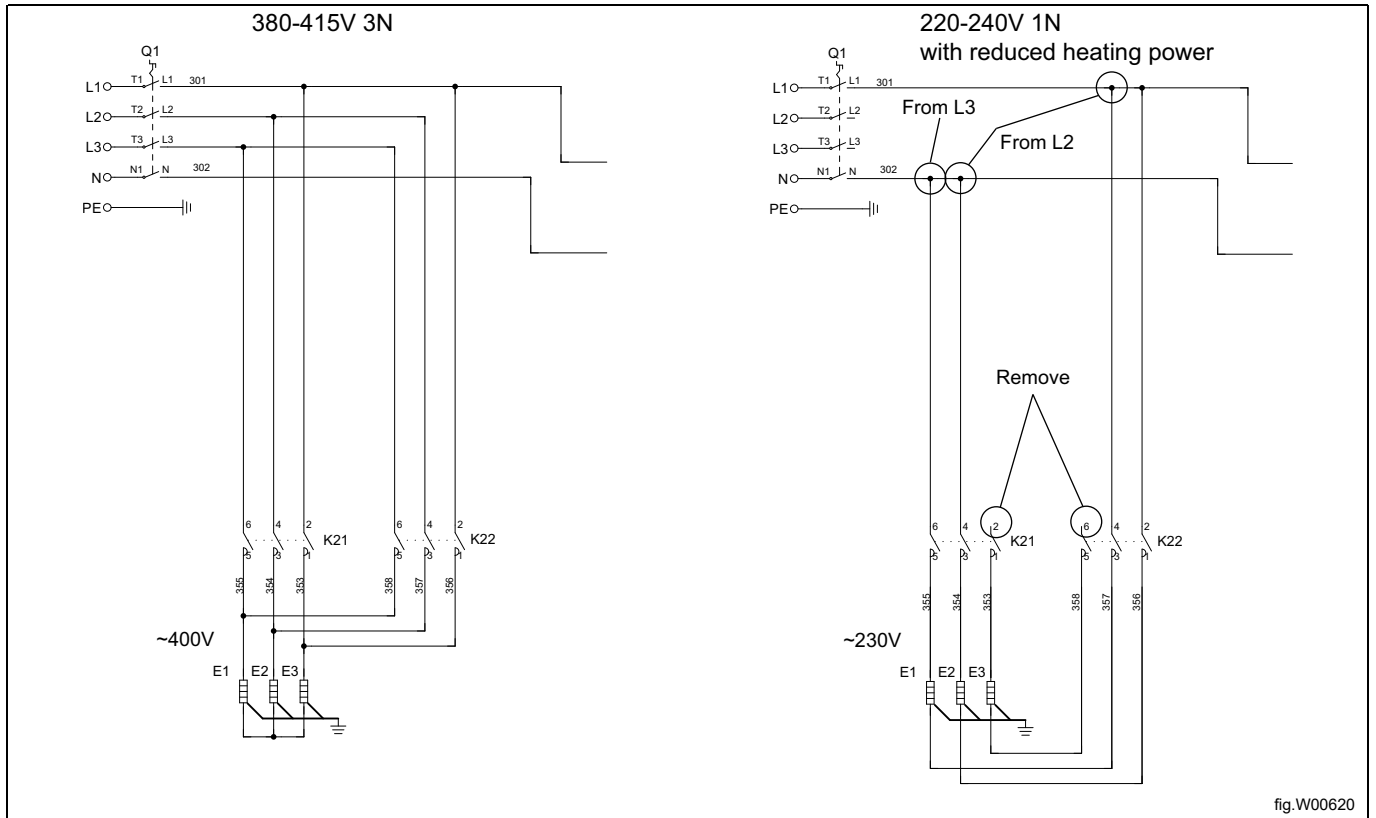 380-415V 3N
Q1
L1 T1 L1 301
L2 T2 L2
L3 T3 L3
N N1 N 302
PE
6 4 2 K21 6 4 2 K22
5 3 1 5 3 1
355 354 353 358 357 356
~400V
E1 E2 E3
220-240V 1N
with reduced heating power
Q1
L1 T1 L1 301
From L3
L2 T2 L2
From L2
L3 T3 L3
N N1 N 302
PE
Remove
6 4 2 K21 6 4 2 K22
5 3 1 5 3 1
355 354 353 358 357 356
~230V
E1 E2 E3
fig.W00620